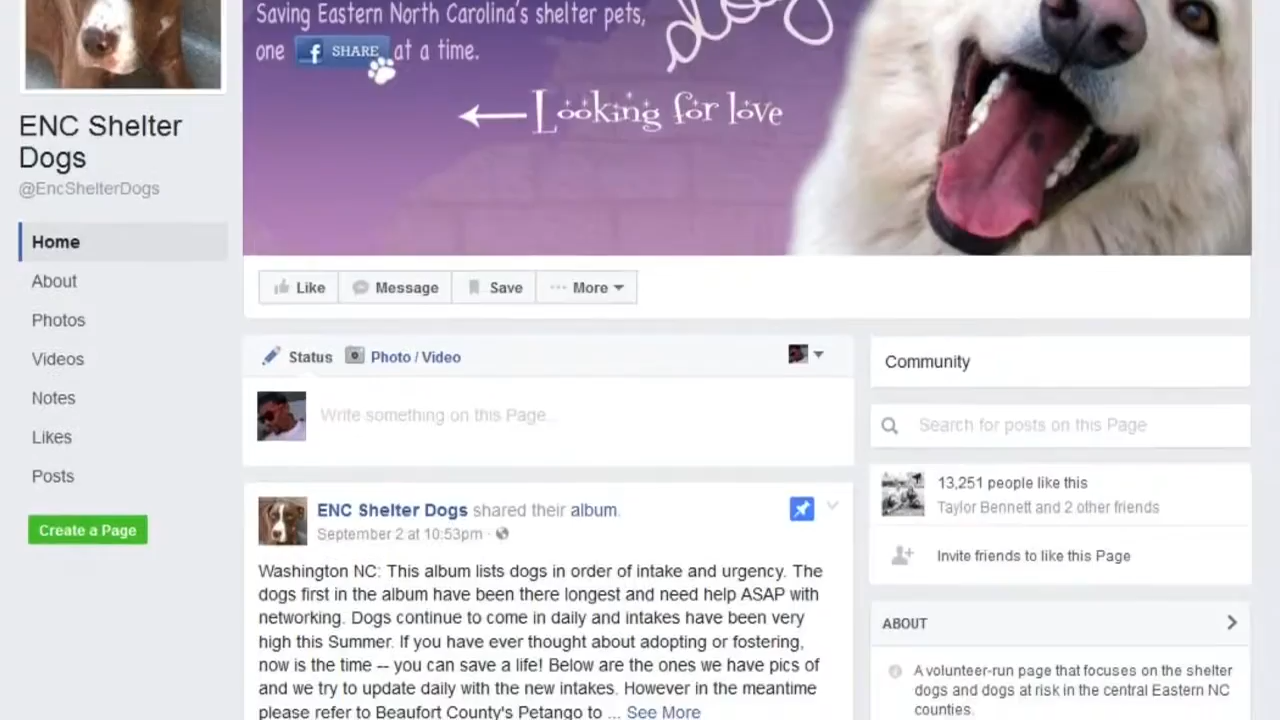 Saving Eastern North Carolina's shelter pets,
one f SHARE at a time.
dog
Looking for love
ENC Shelter
Dogs
@EncShelterDogs
Home
About
Photos
Videos
Notes
Likes
Posts
Create a Page
Like Message Save ... More
Status Photo / Video
Write something on this Page...
ENC Shelter Dogs shared their album.
September 2 at 10:53pm ·
Washington NC: This album lists dogs in order of intake and urgency. The
dogs first in the album have been there longest and need help ASAP with
networking. Dogs continue to come in daily and intakes have been very
high this Summer. If you have ever thought about adopting or fostering,
now is the time -- you can save a life! Below are the ones we have pics of
and we try to update daily with the new intakes. However in the meantime
please refer to Beaufort County's Petango to ... See More
Community
Search for posts on this Page
13,251 people like this
Taylor Bennett and 2 other friends
Invite friends to like this Page
ABOUT
A volunteer-run page that focuses on the shelter
dogs and dogs at risk in the central Eastern NC
counties.